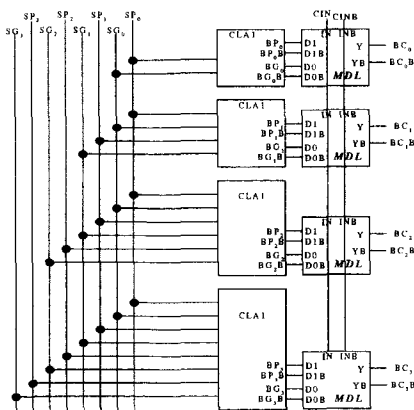 SG₃ SP₃ SG₂ SP₂ SG₁ SP₁ SG₀ SP₀
CIN CINB
CLA1
BP₀ D1
BP₀B D1B
BG₀ D0
BG₀B D0B
IN INB
Y BC₀
YB BC₀B
MDL
CLA1
BP₁ D1
BP₁B D1B
BG₁ D0
BG₁B D0B
IN INB
Y BC₁
YB BC₁B
MDL
CLA1
BP₂ D1
BP₂B D1B
BG₂ D0
BG₂B D0B
IN INB
Y BC₂
YB BC₂B
MDL
CLA1
BP₃ D1
BP₃B D1B
BG₃ D0
BG₃B D0B
IN INB
Y BC₃
YB BC₃B
MDL